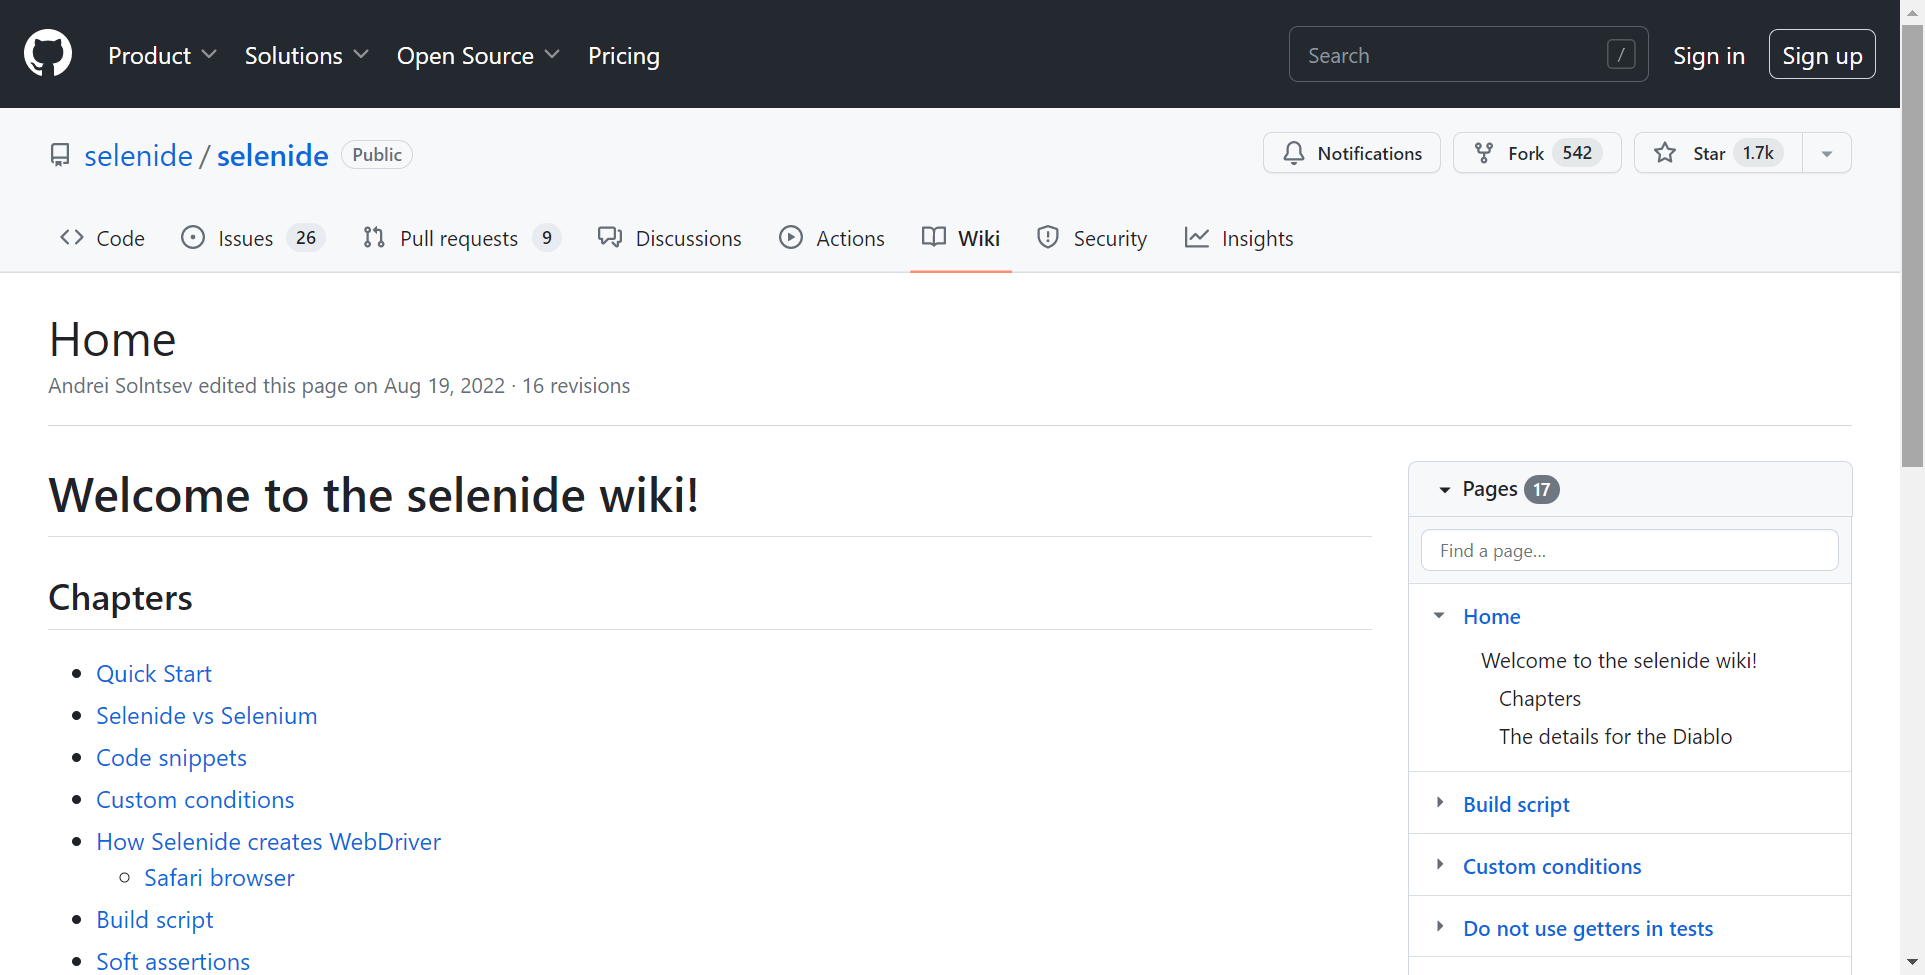 Product Solutions Open Source Pricing Search / Sign in Sign up
selenide / selenide Public Notifications Fork 542 Star 1.7k
Code Issues 26 Pull requests 9 Discussions Actions Wiki Security Insights
Home
Andrei Solntsev edited this page on Aug 19, 2022 · 16 revisions
Welcome to the selenide wiki!
Chapters
Quick Start
Selenide vs Selenium
Code snippets
Custom conditions
How Selenide creates WebDriver
Safari browser
Build script
Soft assertions
Pages 17
Find a page...
Home
Welcome to the selenide wiki!
Chapters
The details for the Diablo
Build script
Custom conditions
Do not use getters in tests